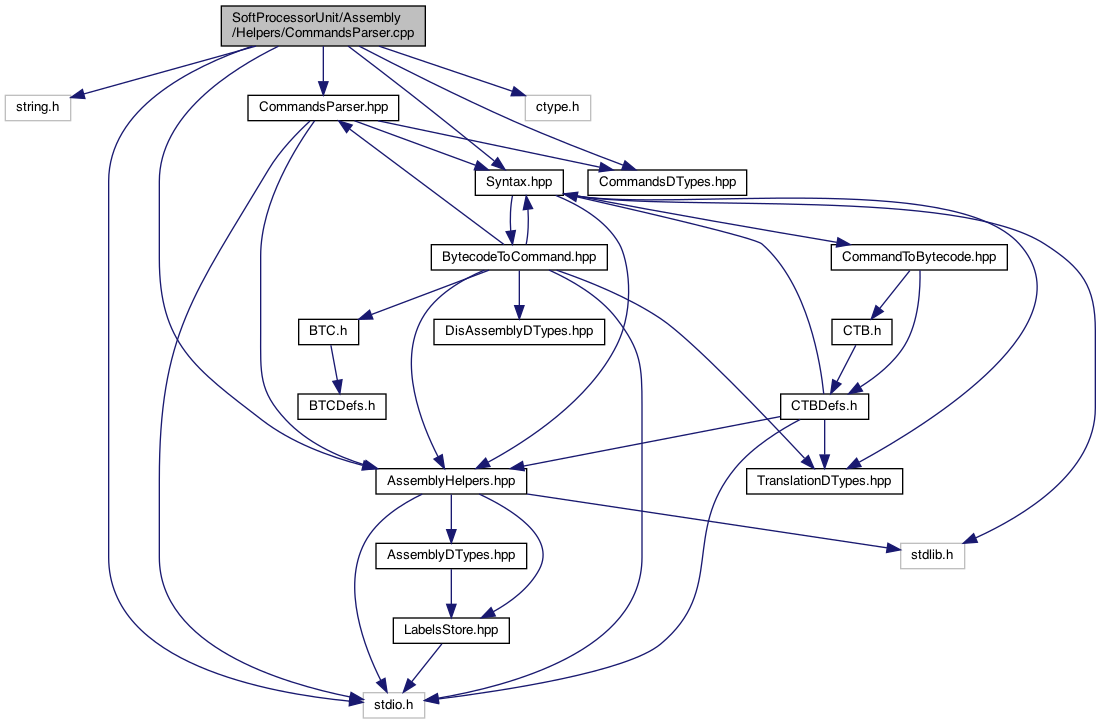 SoftProcessorUnit/Assembly
/Helpers/CommandsParser.cpp
string.h
CommandsParser.hpp
ctype.h
Syntax.hpp
CommandsDTypes.hpp
BytecodeToCommand.hpp
CommandToBytecode.hpp
BTC.h
DisAssemblyDTypes.hpp
CTB.h
BTCDefs.h
CTBDefs.h
AssemblyHelpers.hpp
TranslationDTypes.hpp
AssemblyDTypes.hpp
stdlib.h
LabelsStore.hpp
stdio.h